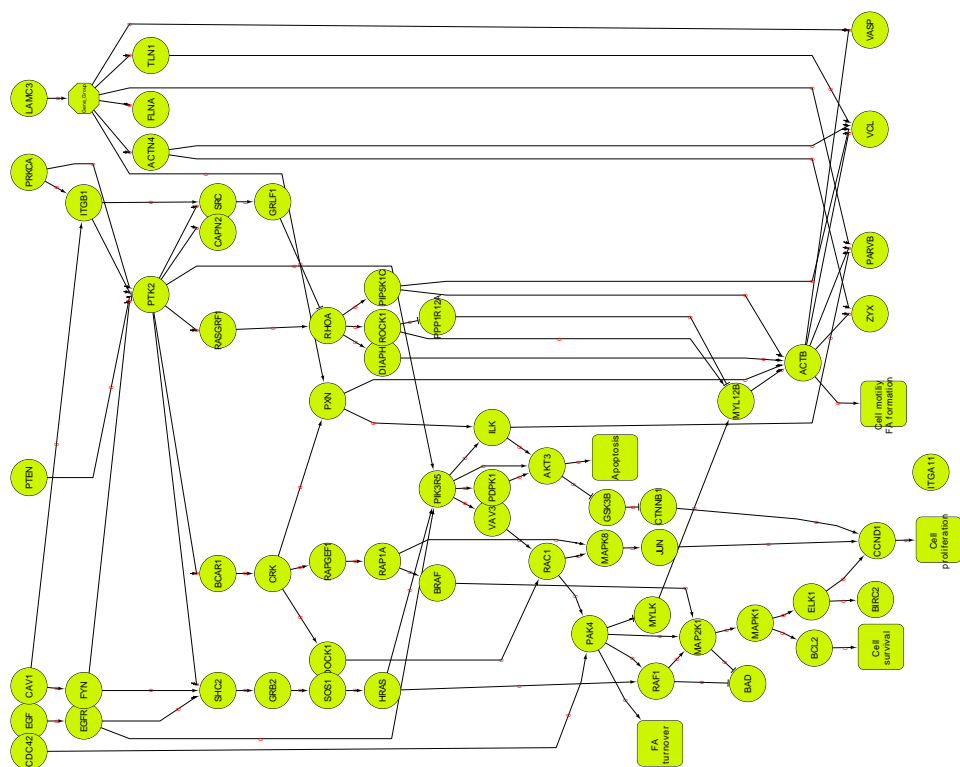 LAMC3
Gene_Group
VASP
TLN1
FLNA
ACTN4
VCL
PRKCA
ITGB1
SRC
CAPN2
GRLF1
PARVB
PTK2
RASGRF1
RHOA
PIP5K1C
ROCK1
DIAPH
PPP1R12A
ZYX
ACTB
PXN
MYL12B
Cell motiliy
FA formation
PTEN
ILK
AKT3
Apoptosis
PIK3R5
PDPK1
VAV3
GSK3B
CTNNB1
ITGA11
BCAR1
CRK
RAPGEF1
RAP1A
BRAF
RAC1
MAPK8
JUN
CCND1
Cell
proliferation
PAK4
MYLK
MAP2K1
MAPK1
ELK1
BIRC2
BCL2
Cell
survival
CAV1
FYN
EGF
EGFR
CDC42
SHC2
GRB2
SOS1
DOCK1
HRAS
RAF1
BAD
FA
turnover